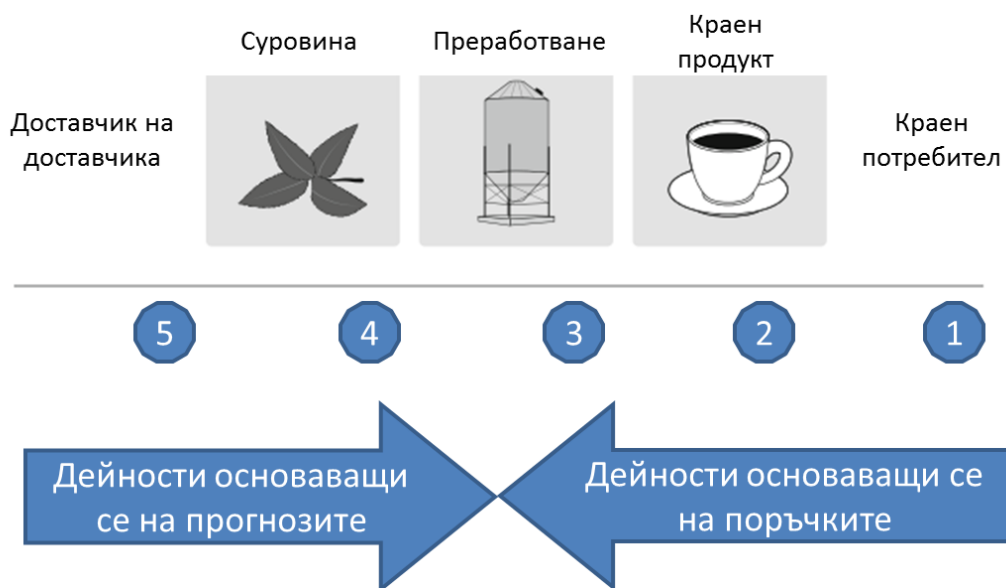 Суровина
Преработване
Краен
продукт
Доставчик на
доставчика
Краен
потребител
5
4
3
2
1
Дейности основаващи
се на прогнозите
Дейности основаващи се
на поръчките